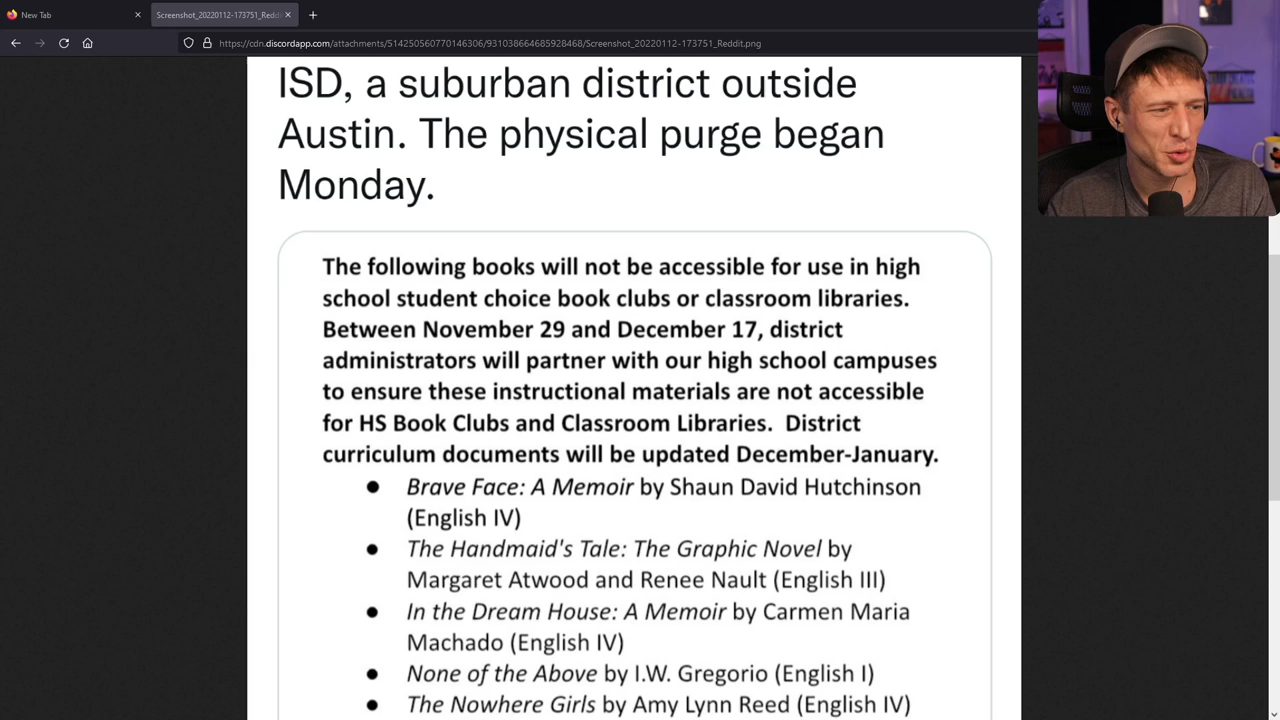 New Tab
Screenshot_20220112-173751_Reddi
https://cdn.discordapp.com/attachments/514250560770146306/931038664685928468/Screenshot_20220112-173751_Reddit.png
ISD, a suburban district outside
Austin. The physical purge began
Monday.
The following books will not be accessible for use in high
school student choice book clubs or classroom libraries.
Between November 29 and December 17, district
administrators will partner with our high school campuses
to ensure these instructional materials are not accessible
for HS Book Clubs and Classroom Libraries. District
curriculum documents will be updated December-January.
● Brave Face: A Memoir by Shaun David Hutchinson
(English IV)
● The Handmaid's Tale: The Graphic Novel by
Margaret Atwood and Renee Nault (English III)
● In the Dream House: A Memoir by Carmen Maria
Machado (English IV)
● None of the Above by I.W. Gregorio (English I)
● The Nowhere Girls by Amy Lynn Reed (English IV)